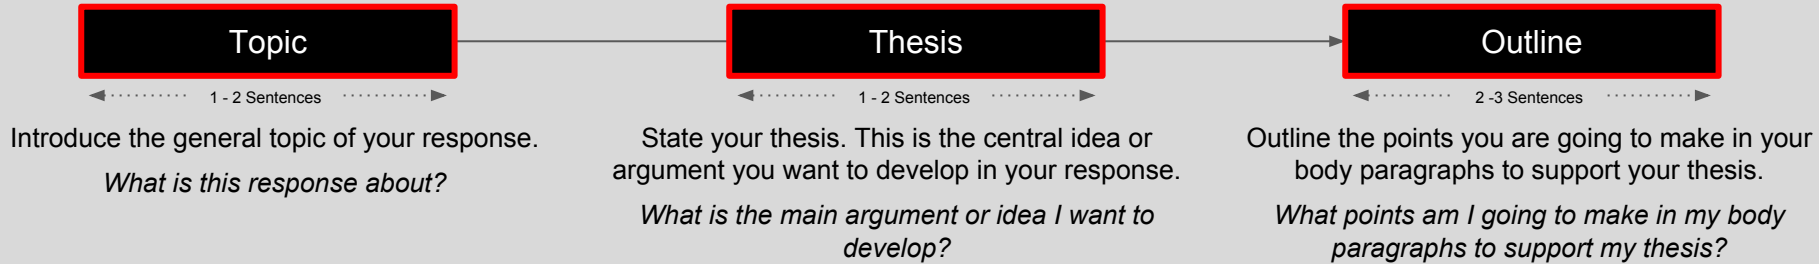 Topic
1 - 2 Sentences
Introduce the general topic of your response.
What is this response about?
Thesis
1 - 2 Sentences
State your thesis. This is the central idea or
argument you want to develop in your response.
What is the main argument or idea I want to
develop?
Outline
2 -3 Sentences
Outline the points you are going to make in your
body paragraphs to support your thesis.
What points am I going to make in my body
paragraphs to support my thesis?